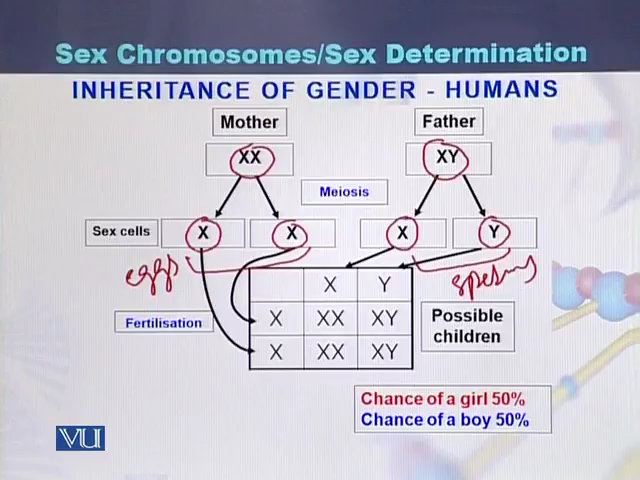 Sex Chromosomes/Sex Determination
INHERITANCE OF GENDER - HUMANS
Mother Father
XX XY
Meiosis
Sex cells X X X Y
eggs sperms
X Y
Fertilisation X XX XY Possible
children
X XX XY
Chance of a girl 50%
Chance of a boy 50%
VU